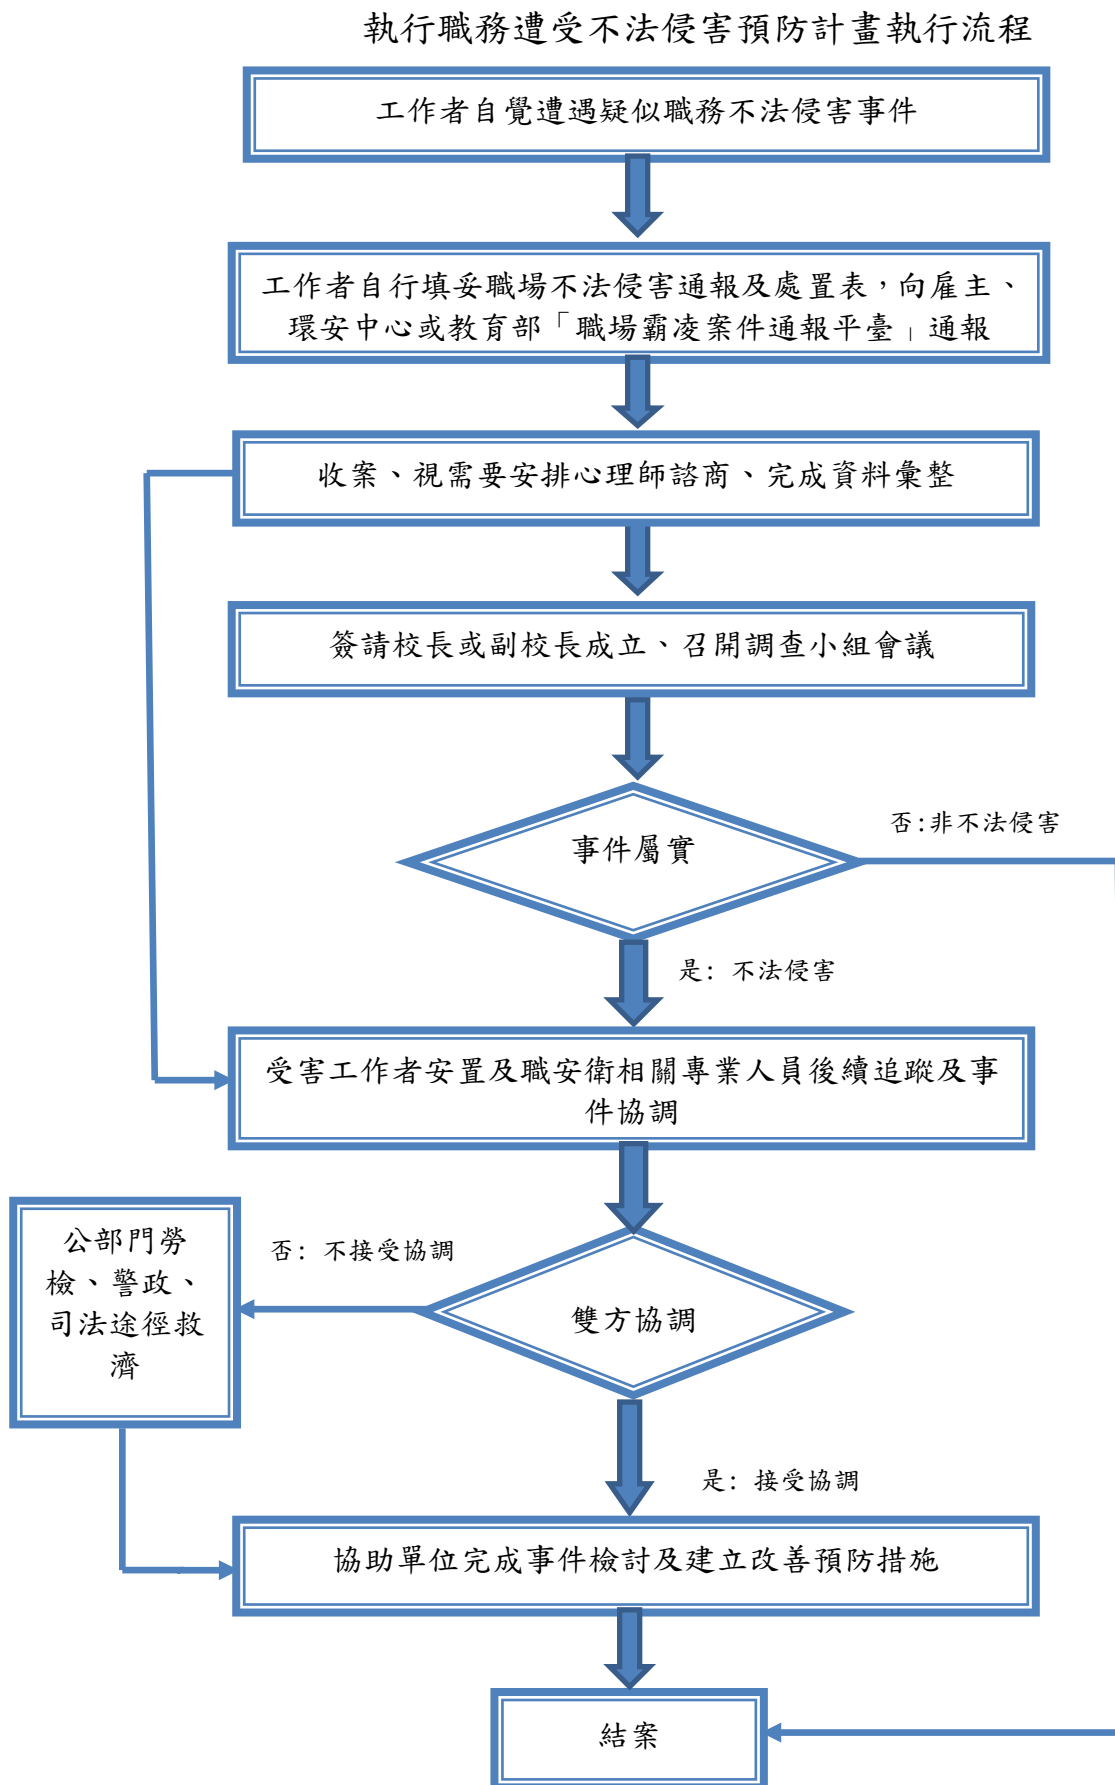 執行職務遭受不法侵害預防計畫執行流程
工作者自覺遭遇疑似職務不法侵害事件
工作者自行填妥職場不法侵害通報及處置表，向雇主、
環安中心或教育部「職場霸凌案件通報平臺」通報
收案、視需要安排心理師諮商、完成資料彙整
簽請校長或副校長成立、召開調查小組會議
否:非不法侵害
事件屬實
是: 不法侵害
受害工作者安置及職安衛相關專業人員後續追蹤及事
件協調
公部門勞
檢、警政、
司法途徑救
濟
否: 不接受協調
雙方協調
是: 接受協調
協助單位完成事件檢討及建立改善預防措施
結案